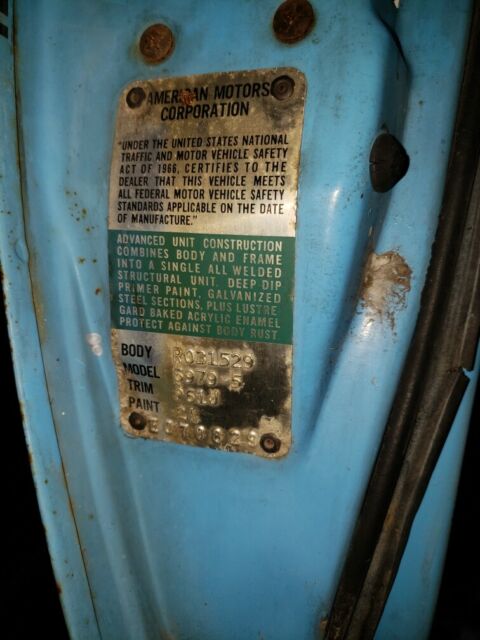 AMERICAN MOTORS
CORPORATION
"UNDER THE UNITED STATES NATIONAL
TRAFFIC AND MOTOR VEHICLE SAFETY
ACT OF 1966, CERTIFIES TO THE
DEALER THAT THIS VEHICLE MEETS
ALL FEDERAL MOTOR VEHICLE SAFETY
STANDARDS APPLICABLE ON THE DATE
OF MANUFACTURE."
ADVANCED UNIT CONSTRUCTION
COMBINES BODY AND FRAME
INTO A SINGLE ALL WELDED
STRUCTURAL UNIT. DEEP DIP
PRIMER PAINT, GALVANIZED
STEEL SECTIONS, PLUS LUSTRE-
GARD BAKED ACRYLIC ENAMEL
PROTECT AGAINST BODY RUST
BODY
MODEL
TRIM
PAINT